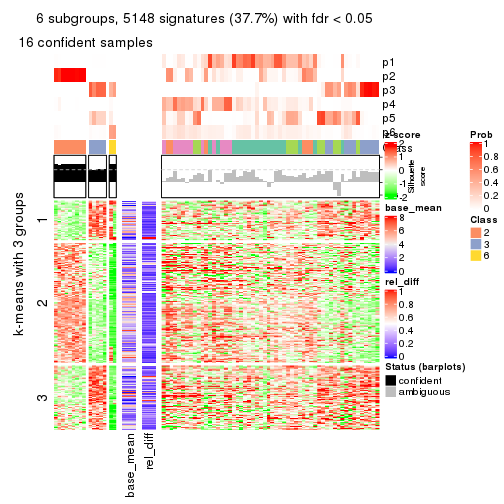 6 subgroups, 5148 signatures (37.7%) with fdr < 0.05
16 confident samples
p1
p2
p3
p4
p5
p6
Class
z-score
2
1
0
-1
-2
Silhouette
score
Prob
1
0.8
0.6
0.4
0.2
0
Class
2
3
6
base_mean
8
6
4
2
0
rel_diff
1
0.8
0.6
0.4
0.2
0
Status (barplots)
confident
ambiguous
k-means with 3 groups
1
2
3
base_mean
rel_diff